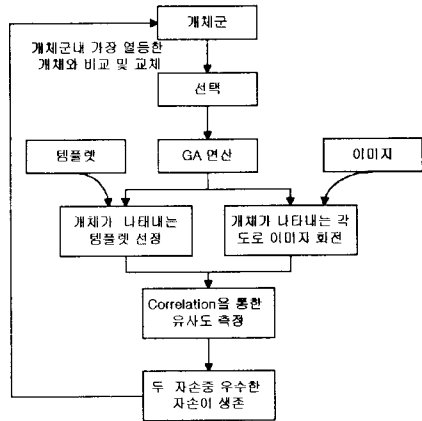 개체군
개체군내 가장 열등한
개채와 비교 및 교체
선택
템플렛
GA 연산
이미지
개체가 나태내는
템플렛 선정
개체가 나타내는 각
도로 이미지 화전
Correlation을 통한
유사도 측정
두 자손중 우수한
자손이 생존